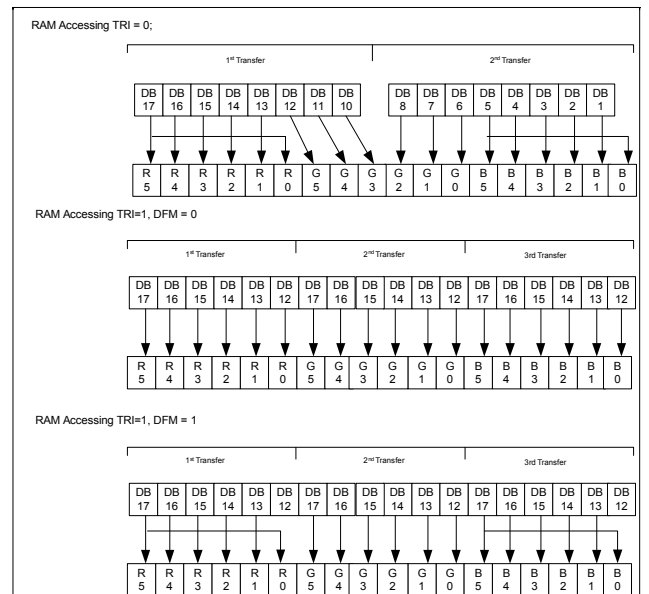 RAM Accessing TRI = 0;
1st Transfer 2nd Transfer
DB DB DB DB DB DB DB DB DB DB DB DB DB DB DB DB
17 16 15 14 13 12 11 10 8 7 6 5 4 3 2 1
R R R R R R G G G G G G B B B B B B
5 4 3 2 1 0 5 4 3 2 1 0 5 4 3 2 1 0
RAM Accessing TRI=1, DFM = 0
1st Transfer 2nd Transfer 3rd Transfer
DB DB DB DB DB DB DB DB DB DB DB DB DB DB DB DB DB DB
17 16 15 14 13 12 17 16 15 14 13 12 17 16 15 14 13 12
R R R R R R G G G G G G B B B B B B
5 4 3 2 1 0 5 4 3 2 1 0 5 4 3 2 1 0
RAM Accessing TRI=1, DFM = 1
1st Transfer 2nd Transfer 3rd Transfer
DB DB DB DB DB DB DB DB DB DB DB DB DB DB DB DB DB DB
17 16 15 14 13 12 17 16 15 14 13 12 17 16 15 14 13 12
R R R R R R G G G G G G B B B B B B
5 4 3 2 1 0 5 4 3 2 1 0 5 4 3 2 1 0